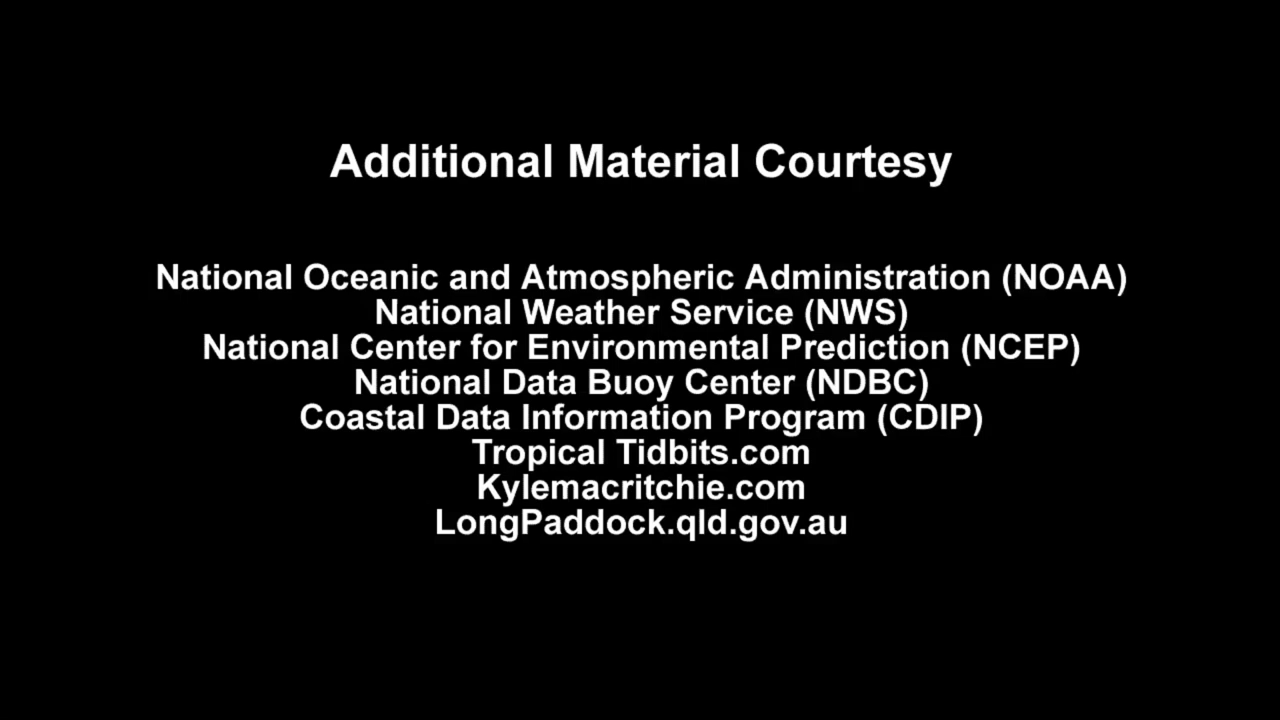 Additional Material Courtesy
National Oceanic and Atmospheric Administration (NOAA)
National Weather Service (NWS)
National Center for Environmental Prediction (NCEP)
National Data Buoy Center (NDBC)
Coastal Data Information Program (CDIP)
Tropical Tidbits.com
Kylemacritchie.com
LongPaddock.qld.gov.au